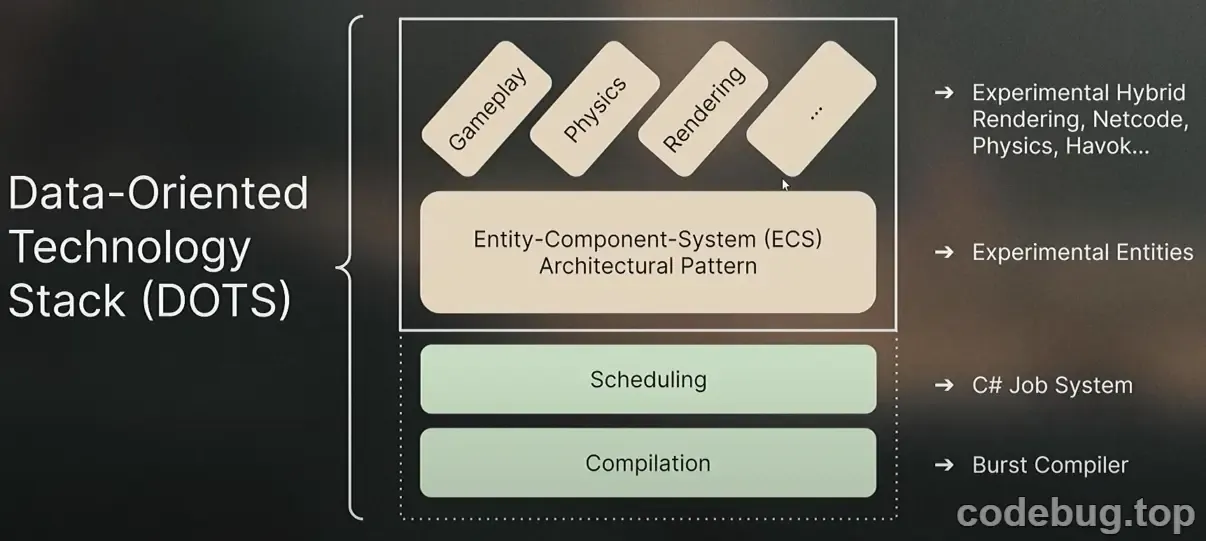 Data-Oriented
Technology
Stack (DOTS)
Gameplay
Physics
Rendering
...
Entity-Component-System (ECS)
Architectural Pattern
Scheduling
Compilation
➔ Experimental Hybrid
Rendering, Netcode,
Physics, Havok...
➔ Experimental Entities
➔ C# Job System
➔ Burst Compiler
codebug.top